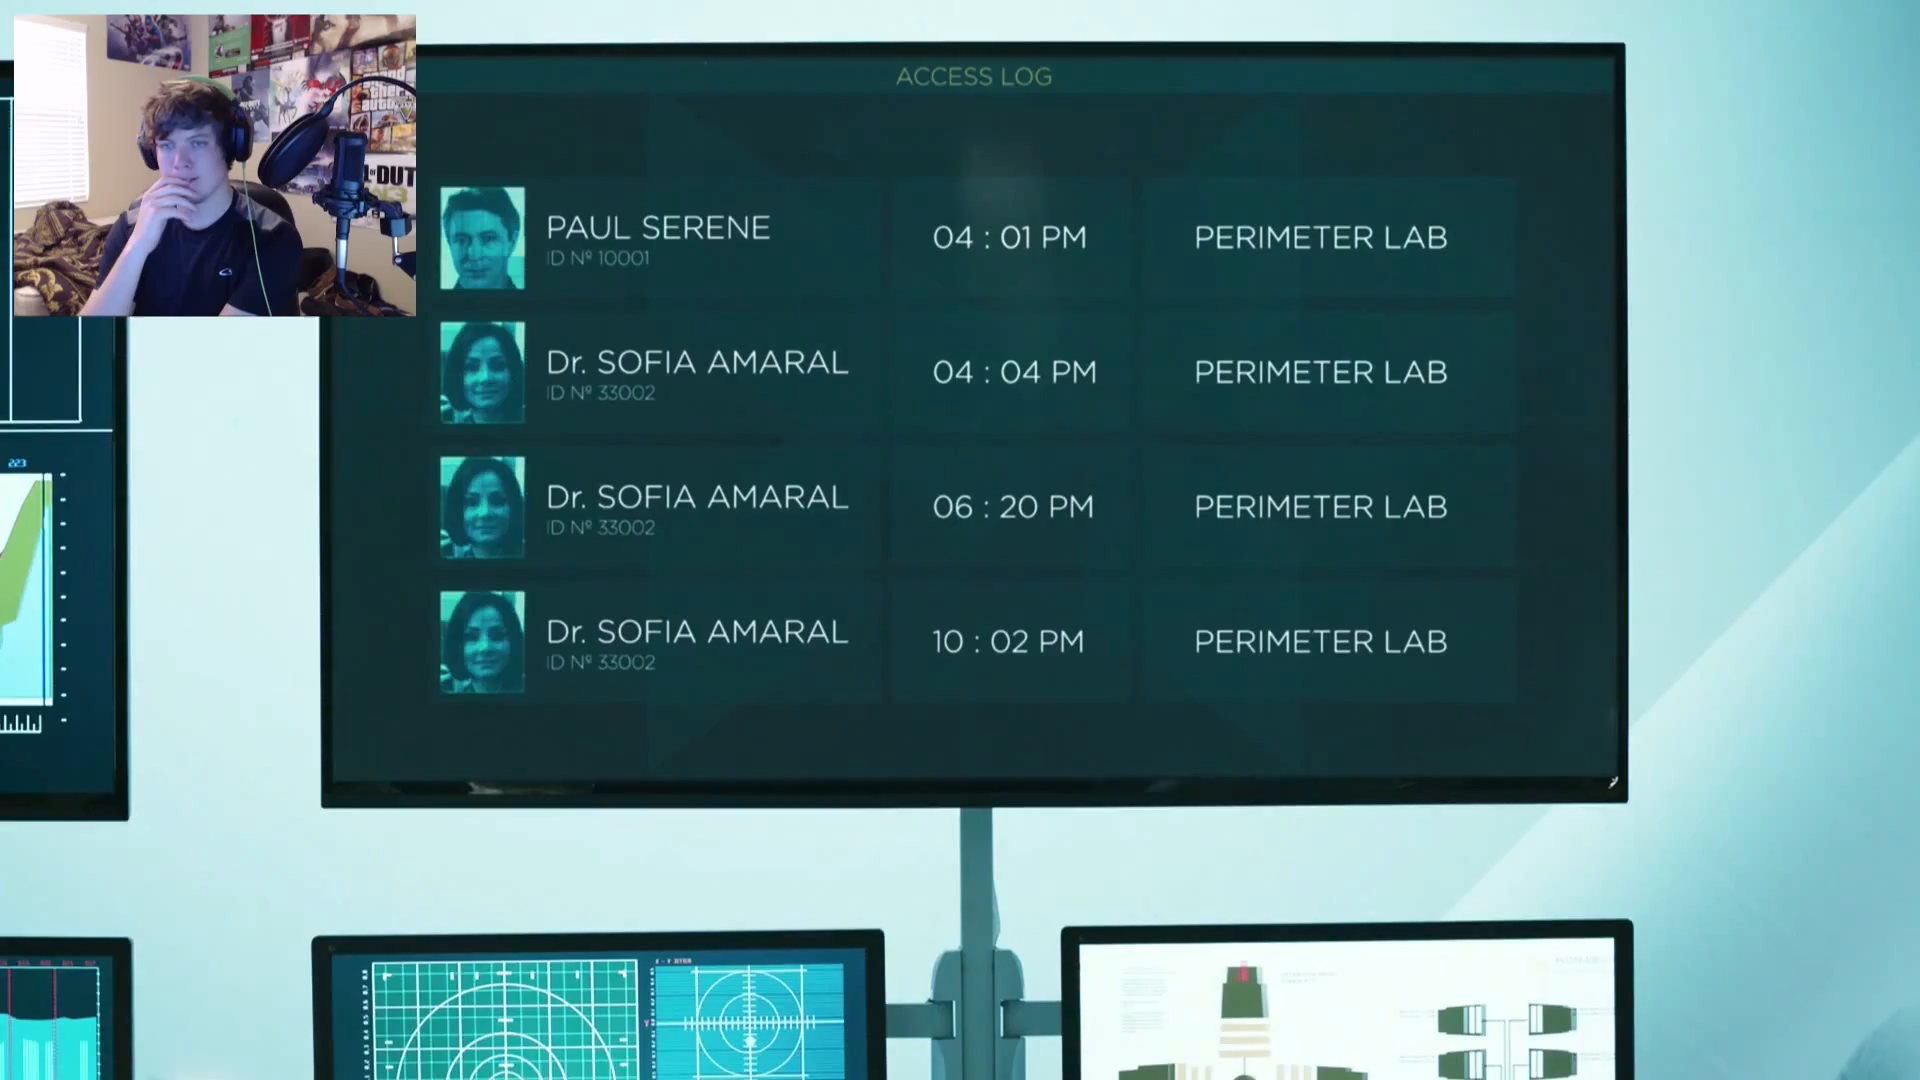 ACCESS LOG
PAUL SERENE
ID Nº 10001
04 : 01 PM
PERIMETER LAB
Dr. SOFIA AMARAL
ID Nº 33002
04 : 04 PM
PERIMETER LAB
Dr. SOFIA AMARAL
ID Nº 33002
06 : 20 PM
PERIMETER LAB
Dr. SOFIA AMARAL
ID Nº 33002
10 : 02 PM
PERIMETER LAB
223